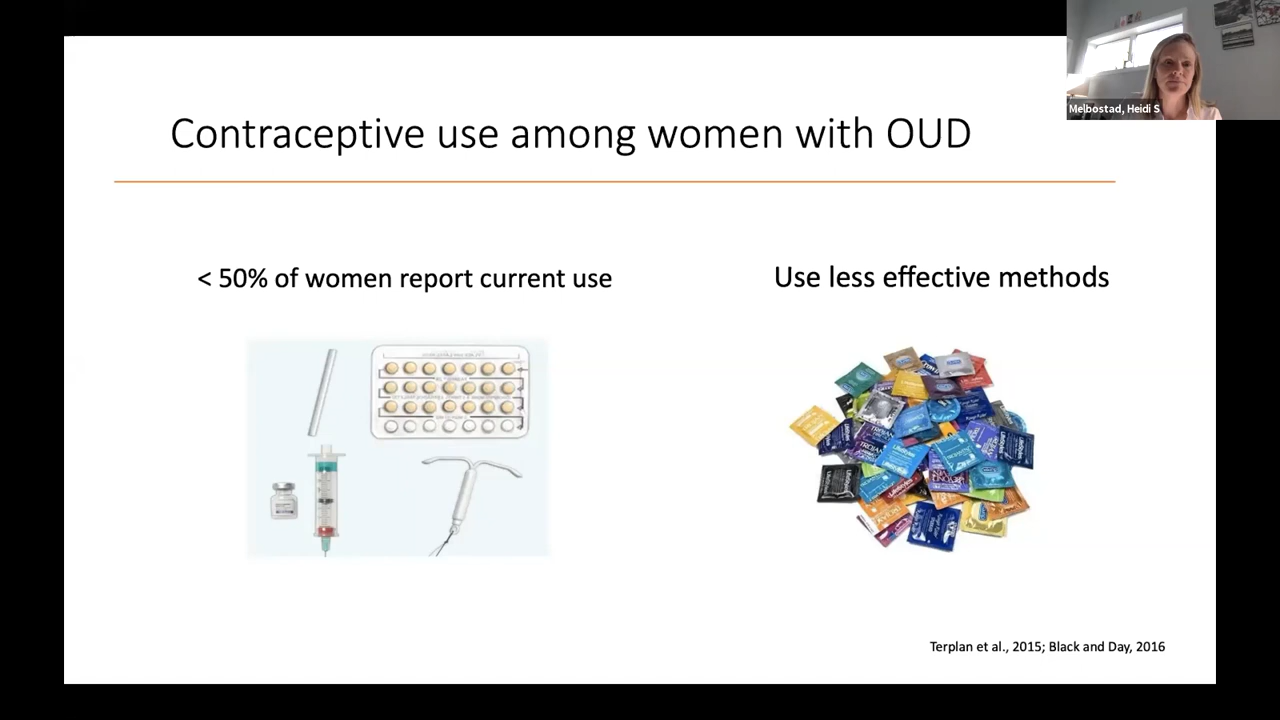 Melbostad, Heidi S
Contraceptive use among women with OUD
< 50% of women report current use
Use less effective methods
Terplan et al., 2015; Black and Day, 2016